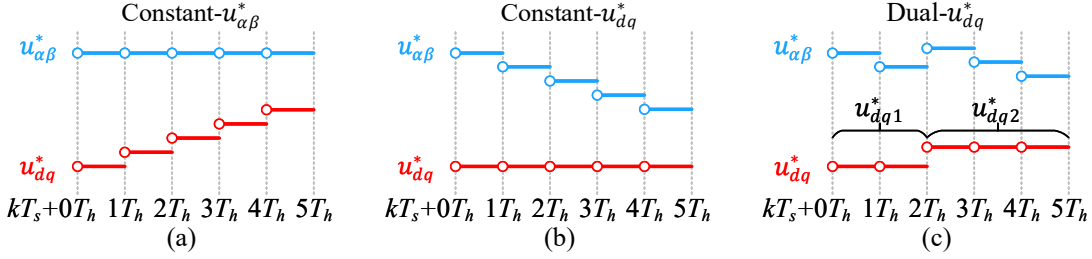 Constant-u*αβ
u*αβ
u*dq
kTs+0Th 1Th 2Th 3Th 4Th 5Th
(a)
Constant-u*dq
u*αβ
u*dq
kTs+0Th 1Th 2Th 3Th 4Th 5Th
(b)
Dual-u*dq
u*αβ
u*dq1 u*dq2
u*dq
kTs+0Th 1Th 2Th 3Th 4Th 5Th
(c)